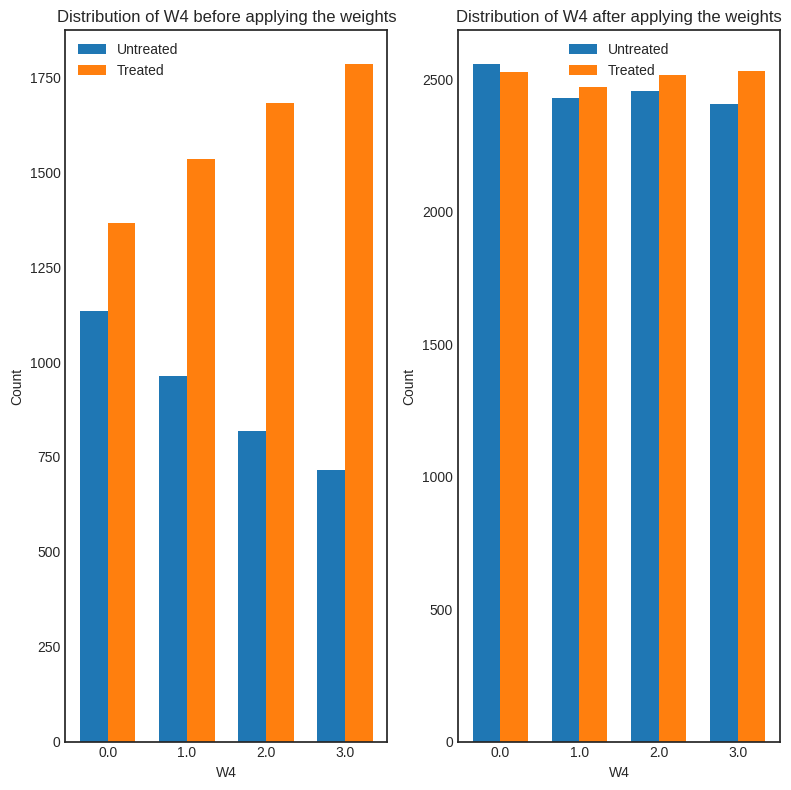 Distribution of W4 before applying the weights
Untreated
Treated
1750
1500
1250
1000
750
500
250
0
Count
0.0 1.0 2.0 3.0
W4
Distribution of W4 after applying the weights
Untreated
Treated
2500
2000
1500
1000
500
0
Count
0.0 1.0 2.0 3.0
W4